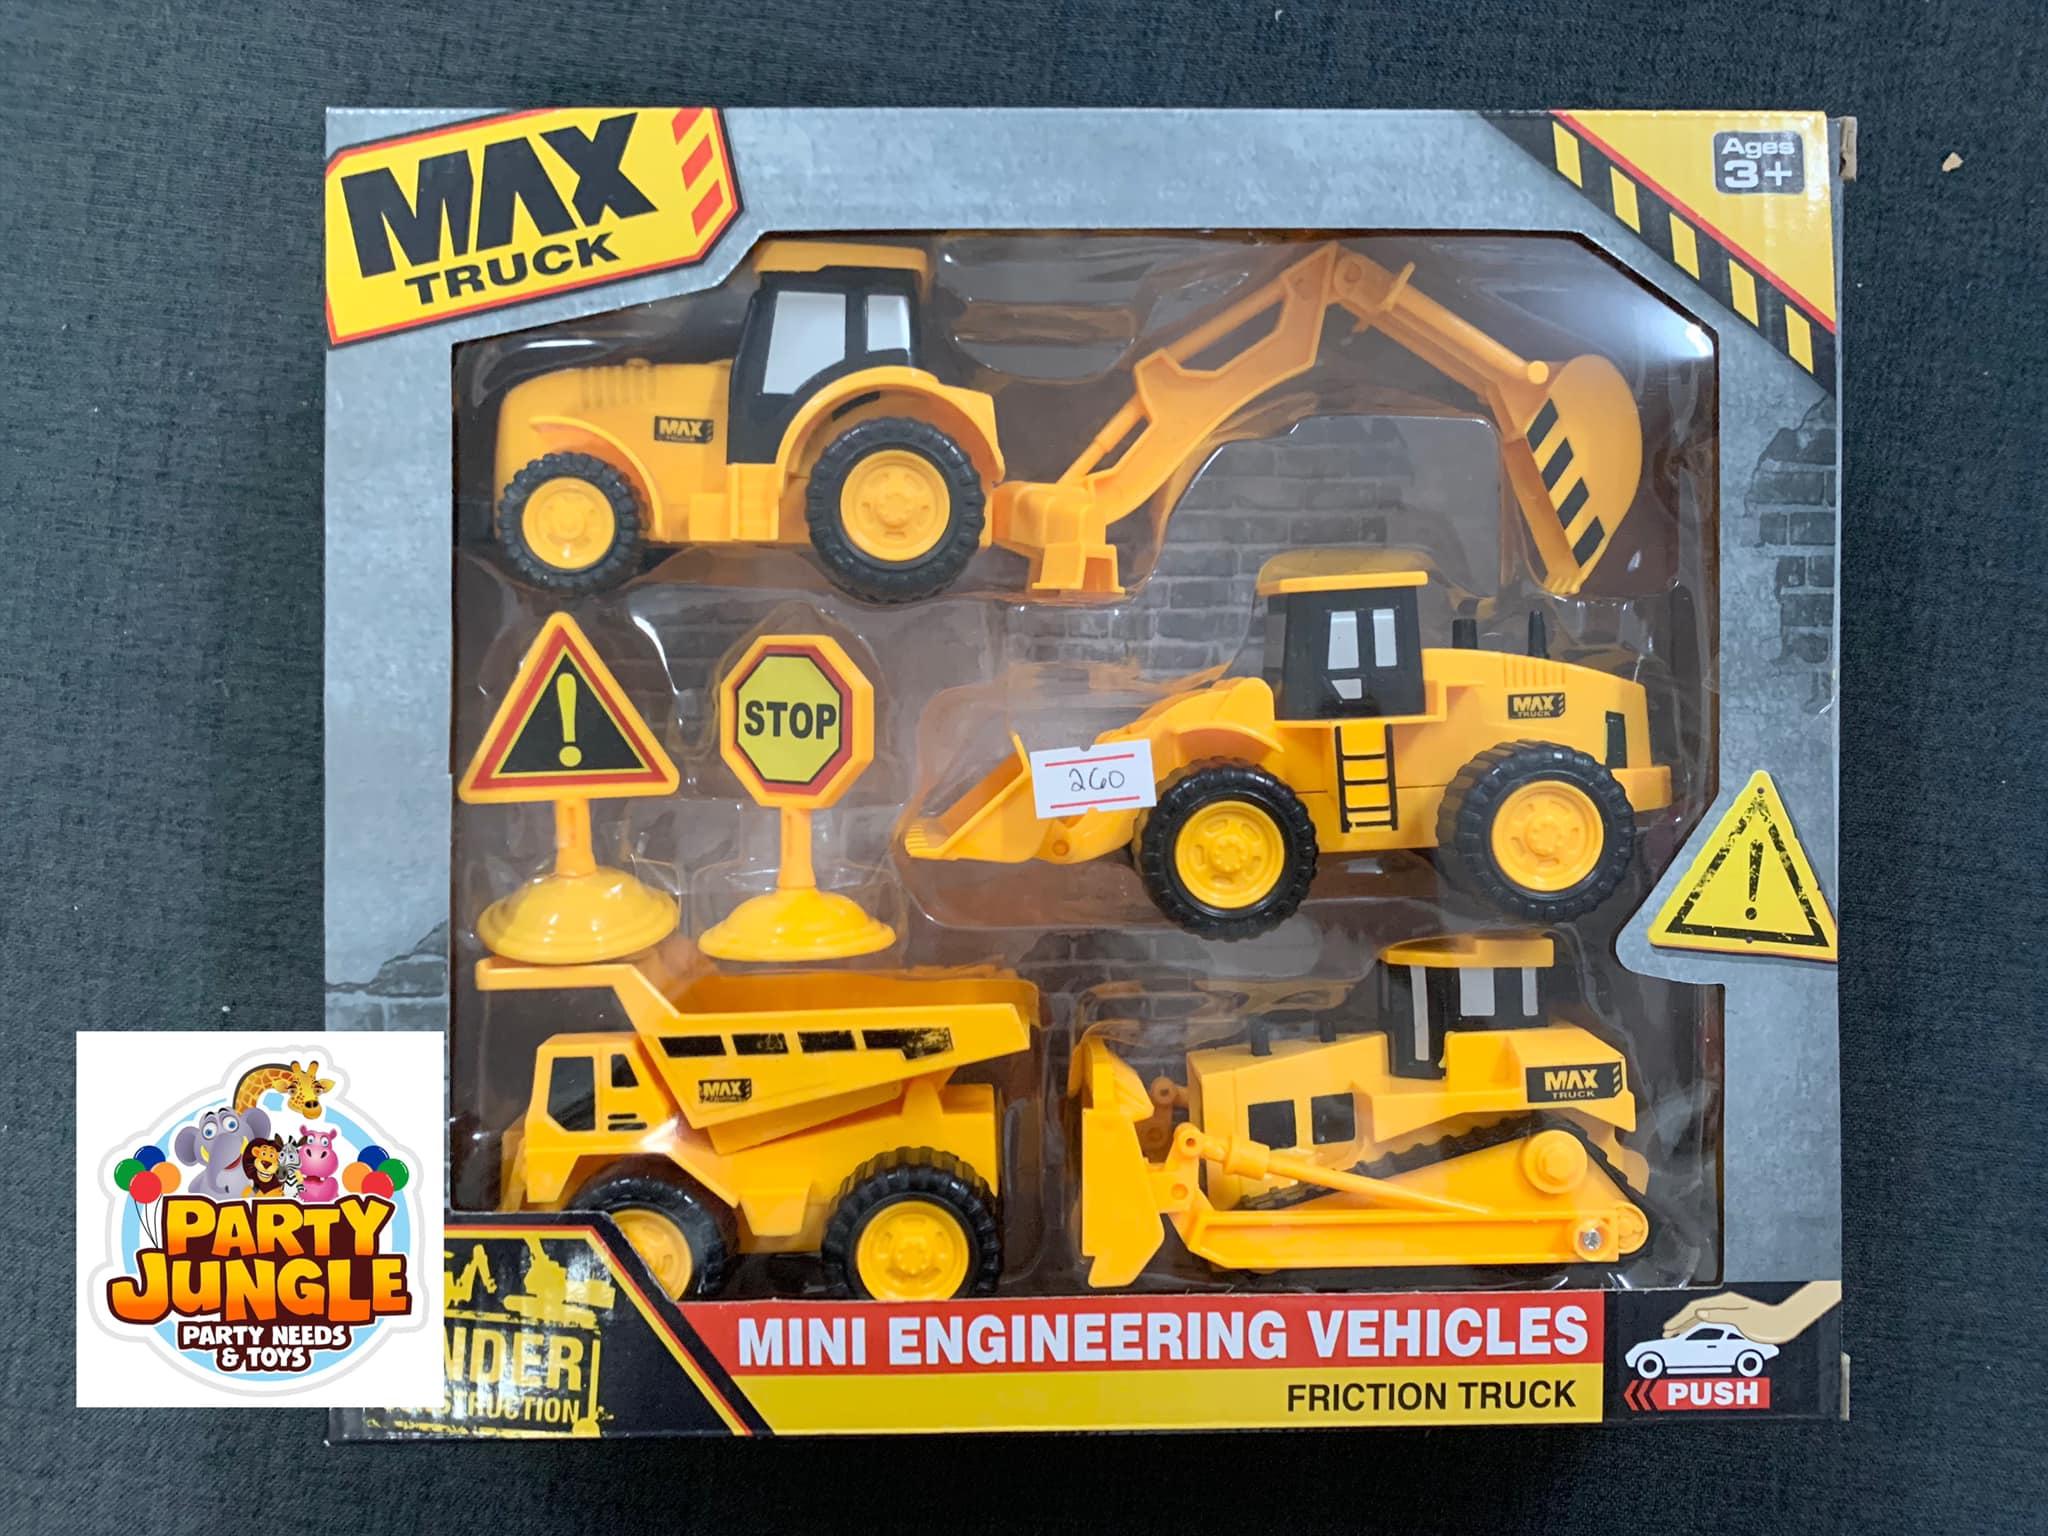 MAX
TRUCK
Ages
3+
MAX
TRUCK
STOP
260
MAX
TRUCK
MAX
MAX
TRUCK
PARTY
JUNGLE
PARTY NEEDS
& TOYS
MINI ENGINEERING VEHICLES
FRICTION TRUCK
PUSH